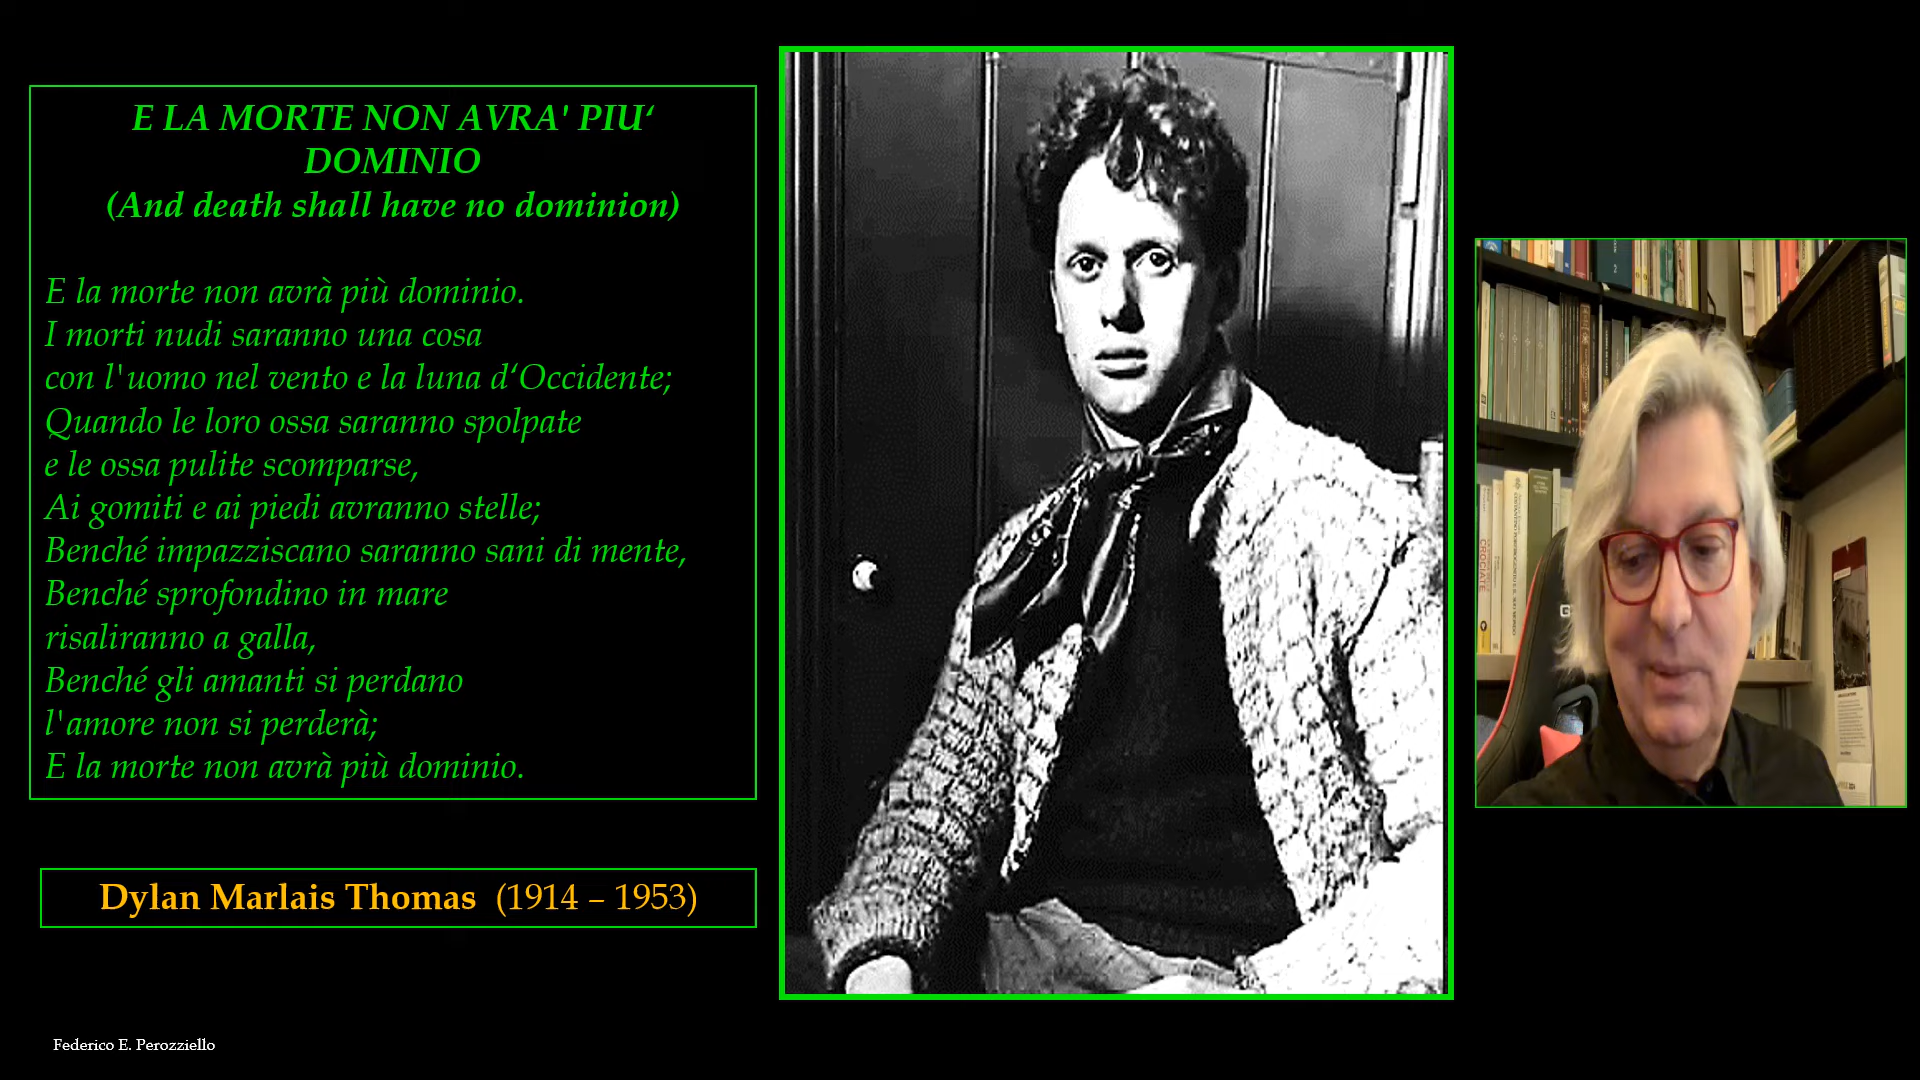 E LA MORTE NON AVRA' PIU‘
DOMINIO
(And death shall have no dominion)
E la morte non avrà più dominio.
I morti nudi saranno una cosa
con l'uomo nel vento e la luna d‘Occidente;
Quando le loro ossa saranno spolpate
e le ossa pulite scomparse,
Ai gomiti e ai piedi avranno stelle;
Benché impazziscano saranno sani di mente,
Benché sprofondino in mare
risaliranno a galla,
Benché gli amanti si perdano
l'amore non si perderà;
E la morte non avrà più dominio.
Dylan Marlais Thomas (1914 – 1953)
Federico E. Perozziello
CROCIATE